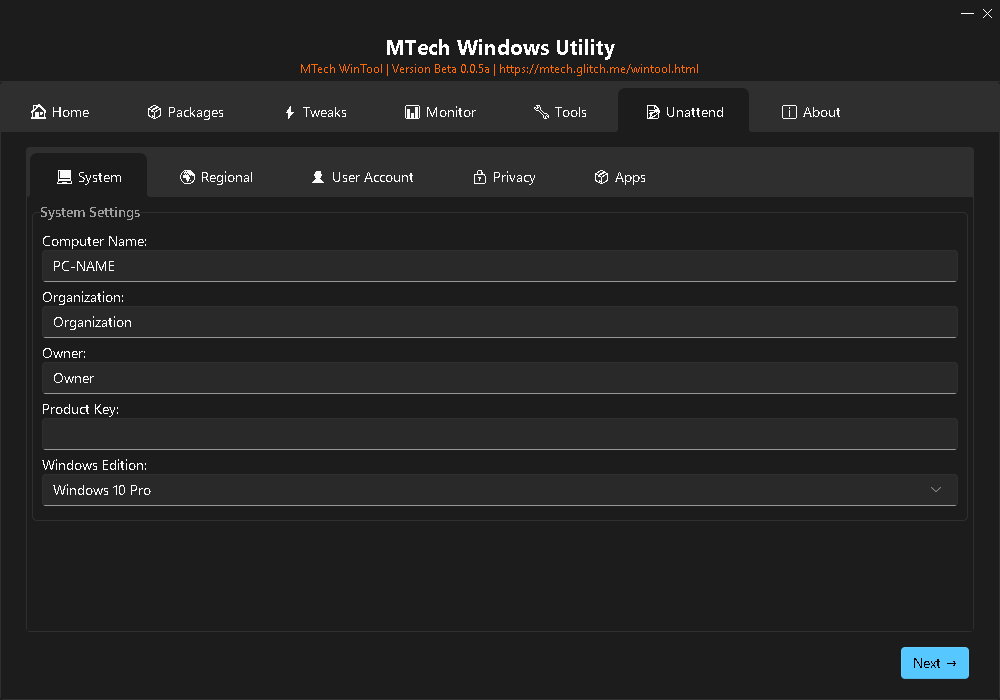 MTech Windows Utility
MTech WinTool | Version Beta 0.0.5a | https://mtech.glitch.me/wintool.html
Home Packages Tweaks Monitor Tools Unattend About
System Regional User Account Privacy Apps
System Settings
Computer Name:
PC-NAME
Organization:
Organization
Owner:
Owner
Product Key:
Windows Edition:
Windows 10 Pro
Next →